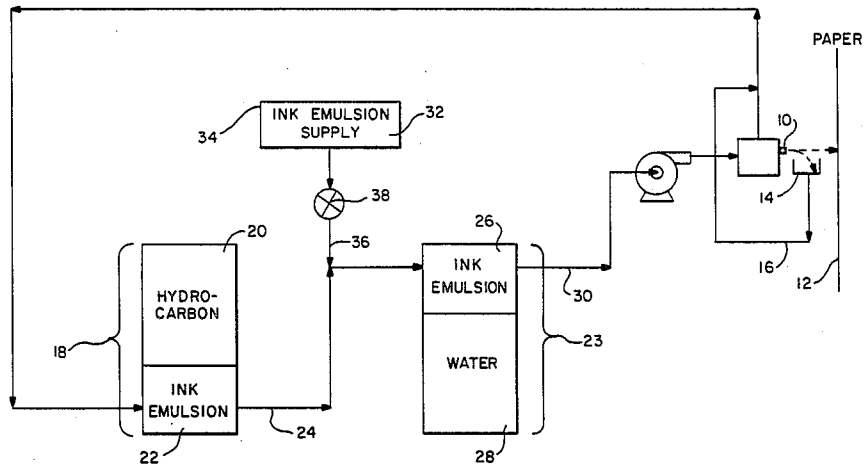 PAPER
INK EMULSION
SUPPLY
34
32
10
38
14
20
36
26
16
12
HYDRO-
CARBON
INK
EMULSION
30
18
23
WATER
INK
EMULSION
24
22
28